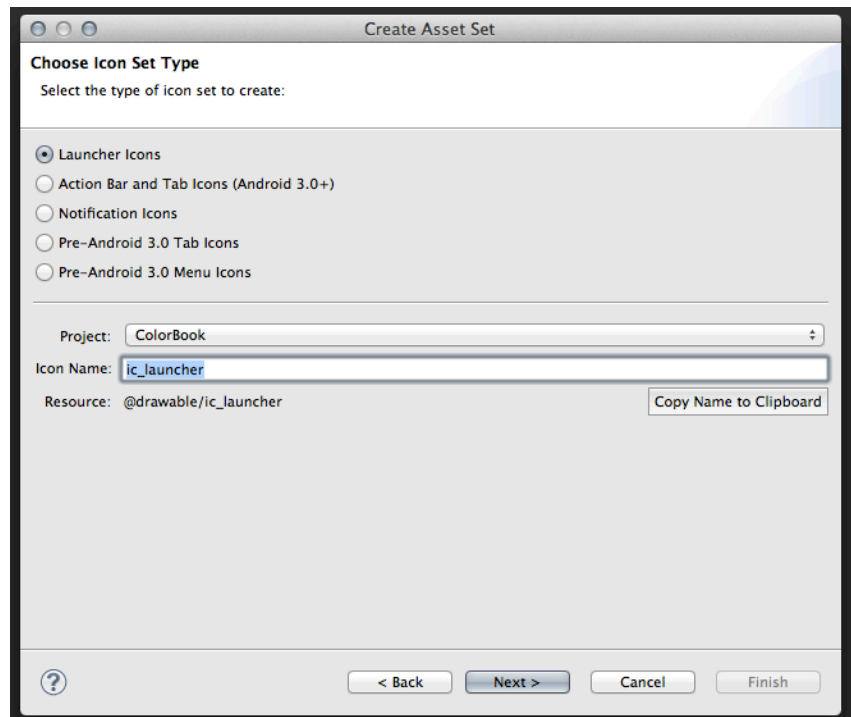 Create Asset Set
Choose Icon Set Type
Select the type of icon set to create:
Launcher Icons
Action Bar and Tab Icons (Android 3.0+)
Notification Icons
Pre-Android 3.0 Tab Icons
Pre-Android 3.0 Menu Icons
Project: ColorBook
Icon Name: ic_launcher
Resource: @drawable/ic_launcher Copy Name to Clipboard
? < Back Next > Cancel Finish